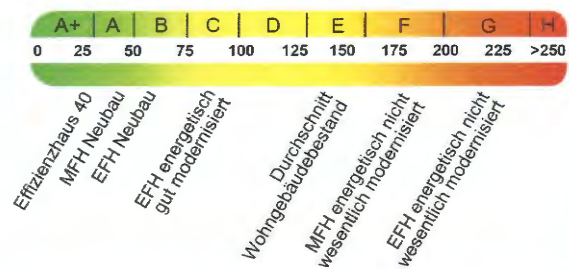 A+ A B C D E F G H
0 25 50 75 100 125 150 175 200 225 >250
Effizienzhaus 40
MFH Neubau
EFH Neubau
EFH energetisch
gut modernisiert
Durchschnitt
Wohngebäudebestand
MFH energetisch nicht
wesentlich modernisiert
EFH energetisch nicht
wesentlich modernisiert